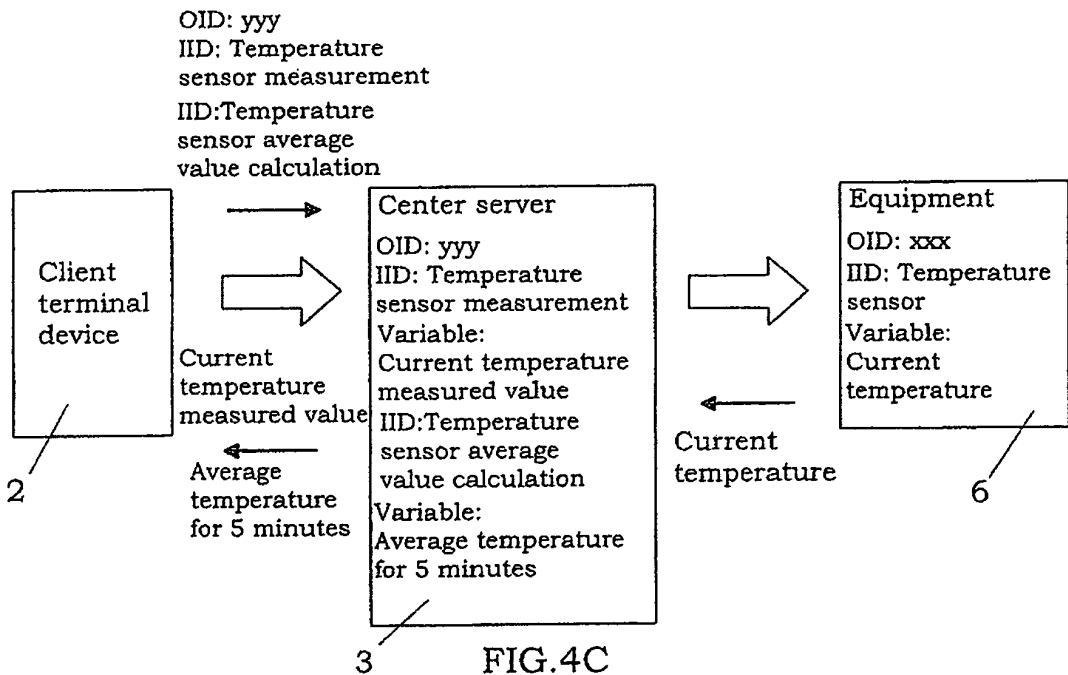 OID: yyy
IID: Temperature
sensor measurement
IID:Temperature
sensor average
value calculation
Client
terminal
device
Current
temperature
measured value
Average
temperature
for 5 minutes
2
Center server
OID: yyy
IID: Temperature
sensor measurement
Variable:
Current temperature
measured value
IID:Temperature
sensor average
value calculation
Variable:
Average temperature
for 5 minutes
3
Current
temperature
Equipment
OID: xxx
IID: Temperature
sensor
Variable:
Current
temperature
6
FIG.4C